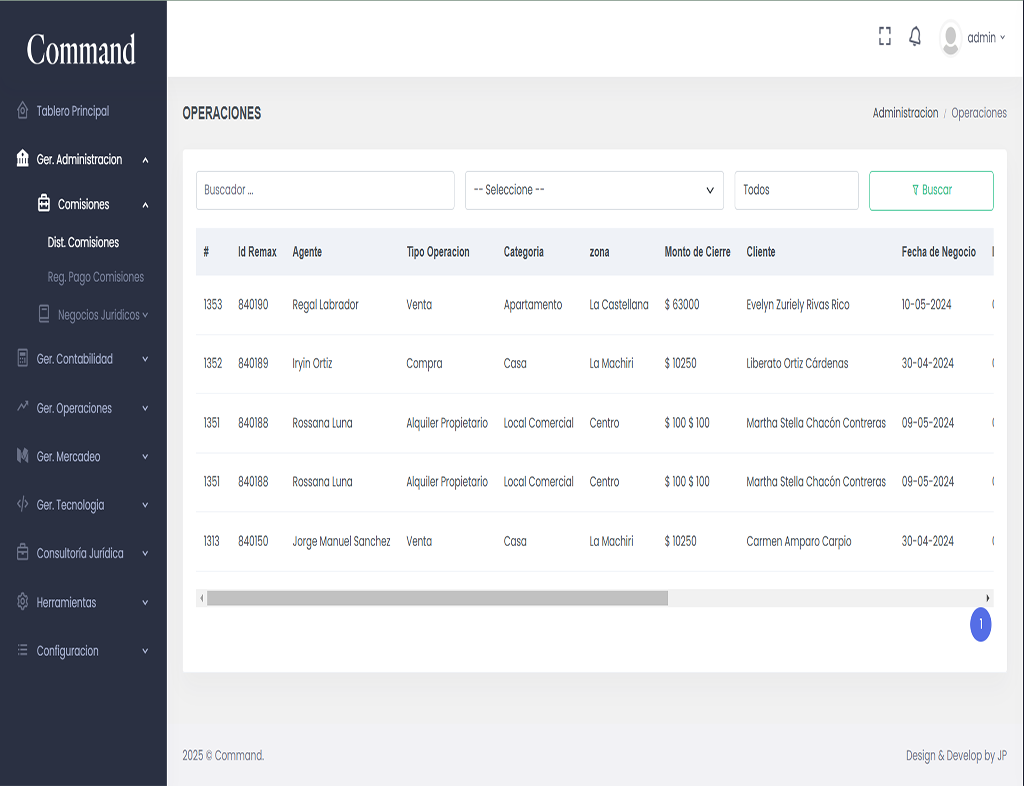 Command
admin
Tablero Principal
Ger. Administracion
Comisiones
Dist. Comisiones
Reg. Pago Comisiones
Negocios Juridicos
Ger. Contabilidad
Ger. Operaciones
Ger. Mercadeo
Ger. Tecnologia
Consultoría Jurídica
Herramientas
Configuracion
OPERACIONES
Administracion / Operaciones
Buscador ...
-- Seleccione --
Todos
Buscar
# Id Remax Agente Tipo Operacion Categoria zona Monto de Cierre Cliente Fecha de Negocio
1353 840190 Regal Labrador Venta Apartamento La Castellana $ 63000 Evelyn Zuriely Rivas Rico 10-05-2024
1352 840189 Iryin Ortiz Compra Casa La Machiri $ 10250 Liberato Ortiz Cárdenas 30-04-2024
1351 840188 Rossana Luna Alquiler Propietario Local Comercial Centro $ 100 $ 100 Martha Stella Chacón Contreras 09-05-2024
1351 840188 Rossana Luna Alquiler Propietario Local Comercial Centro $ 100 $ 100 Martha Stella Chacón Contreras 09-05-2024
1313 840150 Jorge Manuel Sanchez Venta Casa La Machiri $ 10250 Carmen Amparo Carpio 30-04-2024
1
2025 © Command.
Design & Develop by JP